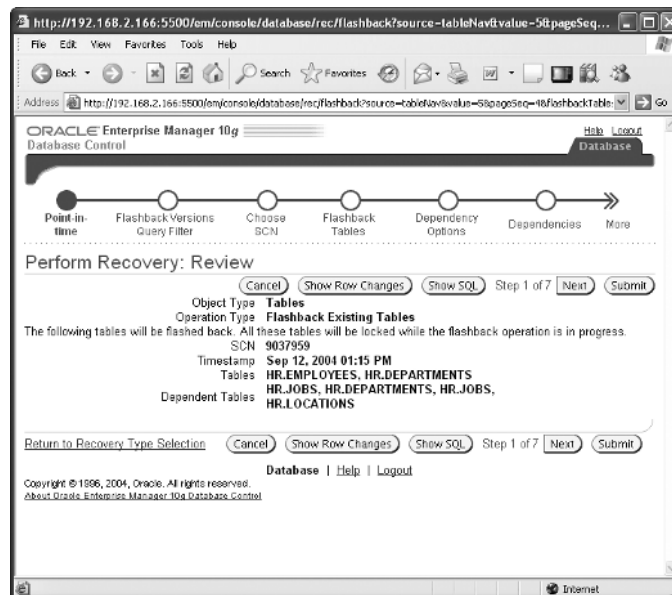 http://192.168.2.166:5500/em/console/database/rec/flashback?source=tableNav&value=5&pageSeq...
File Edit View Favorites Tools Help
Back Search Favorites
Address http://192.168.2.166:5500/em/console/database/rec/flashback?source=tableNav&value=5&pageSeq=4&flashbackTable: Go
ORACLE Enterprise Manager 10g
Database Control
Help Logout
Database
Point-in-time Flashback Versions Query Filter Choose SCN Flashback Tables Dependency Options Dependencies More
Perform Recovery: Review
Cancel Show Row Changes Show SQL Step 1 of 7 Next Submit
Object Type Tables
Operation Type Flashback Existing Tables
The following tables will be flashed back. All these tables will be locked while the flashback operation is in progress.
SCN 9037959
Timestamp Sep 12, 2004 01:15 PM
Tables HR.EMPLOYEES, HR.DEPARTMENTS
Dependent Tables HR.JOBS, HR.DEPARTMENTS, HR.JOBS,
HR.LOCATIONS
Return to Recovery Type Selection Cancel Show Row Changes Show SQL Step 1 of 7 Next Submit
Database | Help | Logout
Copyright © 1996, 2004, Oracle. All rights reserved.
About Oracle Enterprise Manager 10g Database Control
Internet